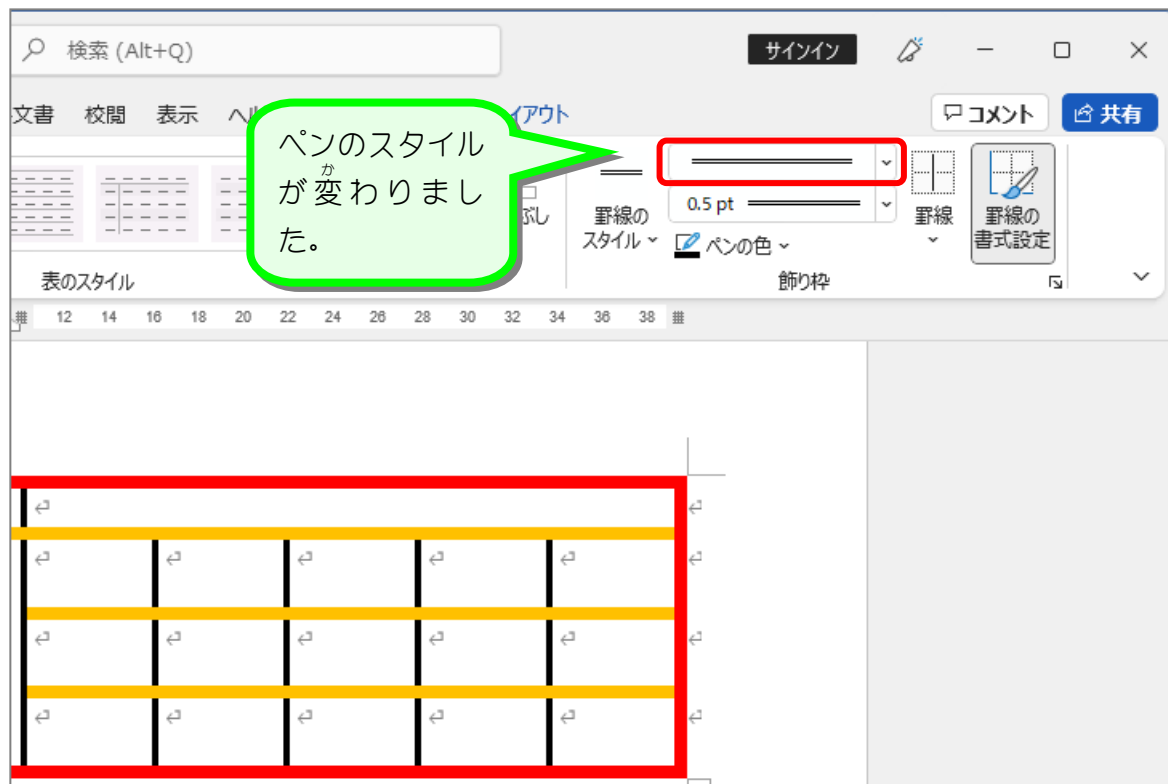 検索 (Alt+Q)
サインイン
文書 校閲 表示 ヘル イアウト
コメント 共有
ペンのスタイル
が変わりまし
か
た。
ぶし
罫線の
スタイル
0.5 pt
ペンの色
罫線
罫線の
書式設定
表のスタイル
飾り枠
12 14 16 18 20 22 24 26 28 30 32 34 36 38